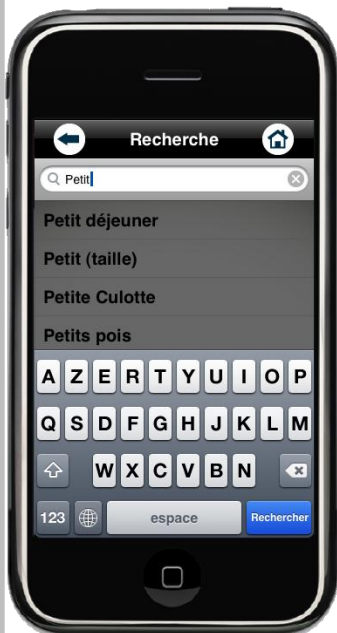 Recherche
Petit
Petit déjeuner
Petit (taille)
Petite Culotte
Petits pois
A Z E R T Y U I O P
Q S D F G H J K L M
W X C V B N
123 espace Rechercher